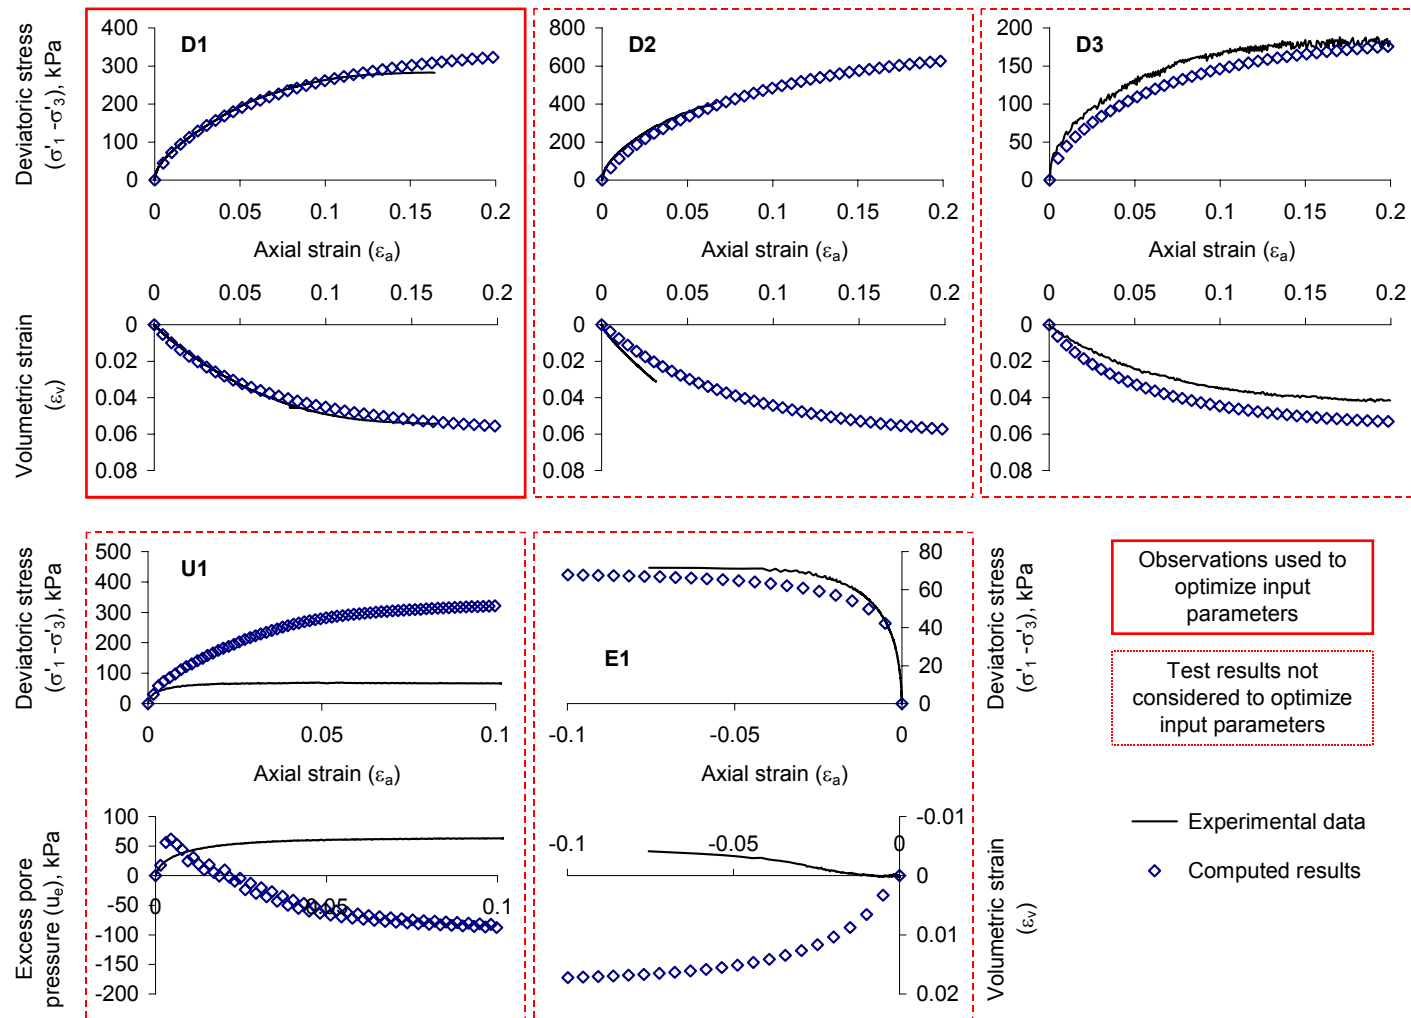 Deviatoric stress
(σ'1 -σ'3), kPa
400
300
200
100
0
D1
0 0.05 0.1 0.15 0.2
Axial strain (εa)
800
600
400
200
0
D2
0 0.05 0.1 0.15 0.2
Axial strain (εa)
200
150
100
50
0
D3
0 0.05 0.1 0.15 0.2
Axial strain (εa)
Volumetric strain
(εv)
0 0.05 0.1 0.15 0.2
0
0.02
0.04
0.06
0.08
0 0.05 0.1 0.15 0.2
0
0.02
0.04
0.06
0.08
0 0.05 0.1 0.15 0.2
0
0.02
0.04
0.06
0.08
Deviatoric stress
(σ'1 -σ'3), kPa
500
400
300
200
100
0
U1
0 0.05 0.1
Axial strain (εa)
80
60
40
20
0
E1
-0.1 -0.05 0
Axial strain (εa)
Deviatoric stress
(σ'1 -σ'3), kPa
Observations used to
optimize input
parameters
Test results not
considered to optimize
input parameters
Excess pore
pressure (ue), kPa
100
50
0
-50
-100
-150
-200
0 0.05 0.1
-0.1 -0.05 0
-0.01
0
0.01
0.02
Volumetric strain
(εv)
Experimental data
Computed results